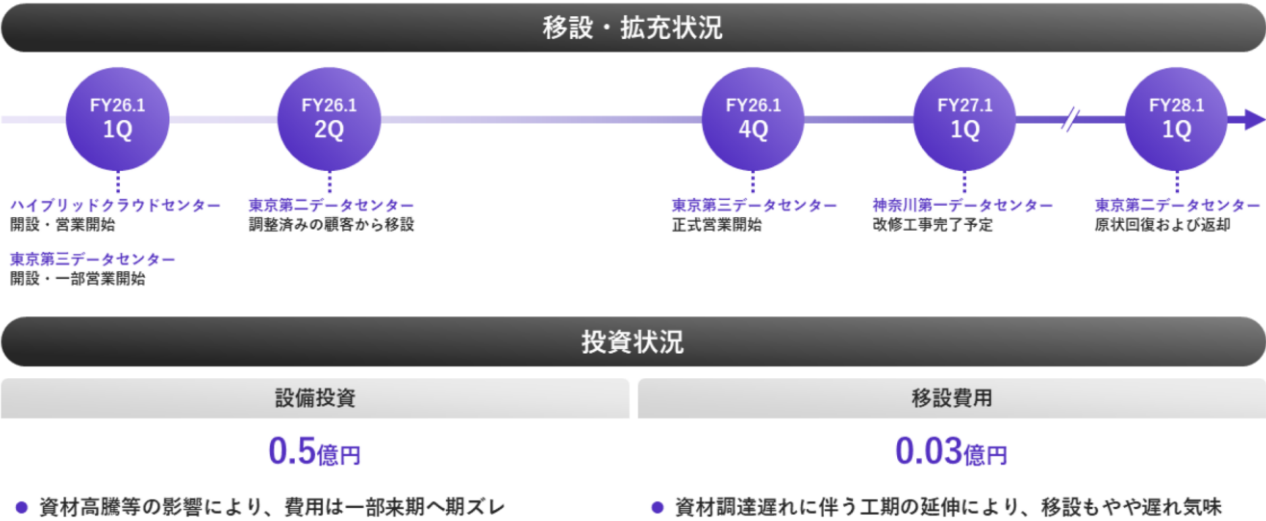 移設・拡充状況
FY26.1
1Q
FY26.1
2Q
FY26.1
4Q
FY27.1
1Q
FY28.1
1Q
ハイブリッドクラウドセンター
開設・営業開始
東京第三データセンター
開設・一部営業開始
東京第二データセンター
調整済みの顧客から移設
東京第三データセンター
正式営業開始
神奈川第一データセンター
改修工事完了予定
東京第二データセンター
原状回復および返却
投資状況
設備投資
0.5億円
● 資材高騰等の影響により、費用は一部来期へ期ズレ
移設費用
0.03億円
● 資材調達遅れに伴う工期の延伸により、移設もやや遅れ気味